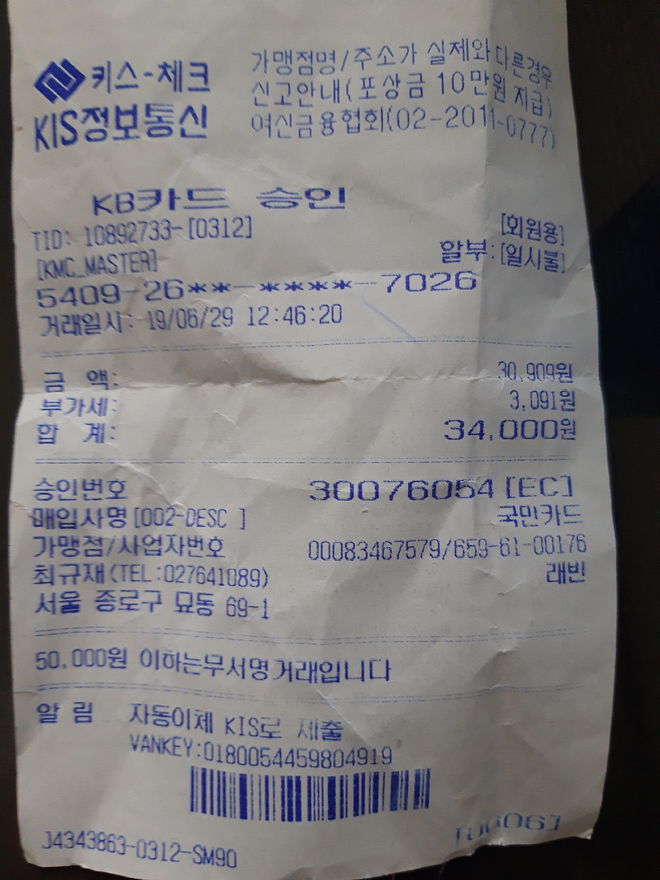 키스-체크
KIS정보통신
가맹점명/주소가 실제와 다른경우
신고안내(포상금 10만원 지급)
여신금융협회(02-2011-0777)
KB카드 승인
TID: 10892733-[0312] [회원용]
[KMC_MASTER] 할부:[일시불]
5409-26**-****-7026
거래일시: 19/06/29 12:46:20
금 액: 30,909원
부가세: 3,091원
합 계: 34,000원
승인번호 30076054[EC]
매입사명[002-DESC ] 국민카드
가맹점/사업자번호 00083467579/659-61-00176
최규재(TEL:027641089) 래빈
서울 종로구 묘동 69-1
50,000원 이하는무서명거래입니다
알 림 자동이체 KIS로 제출
VANKEY:0180054459804919
J4343863-0312-SM90